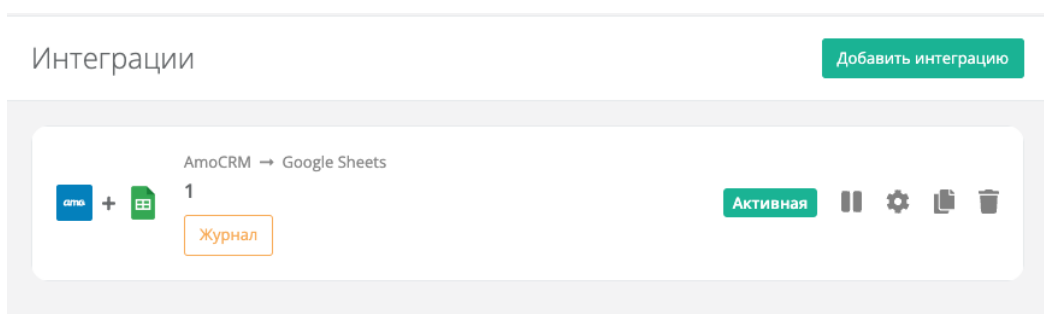 Интеграции
Добавить интеграцию
AmoCRM → Google Sheets
1
amo
Активная
Журнал